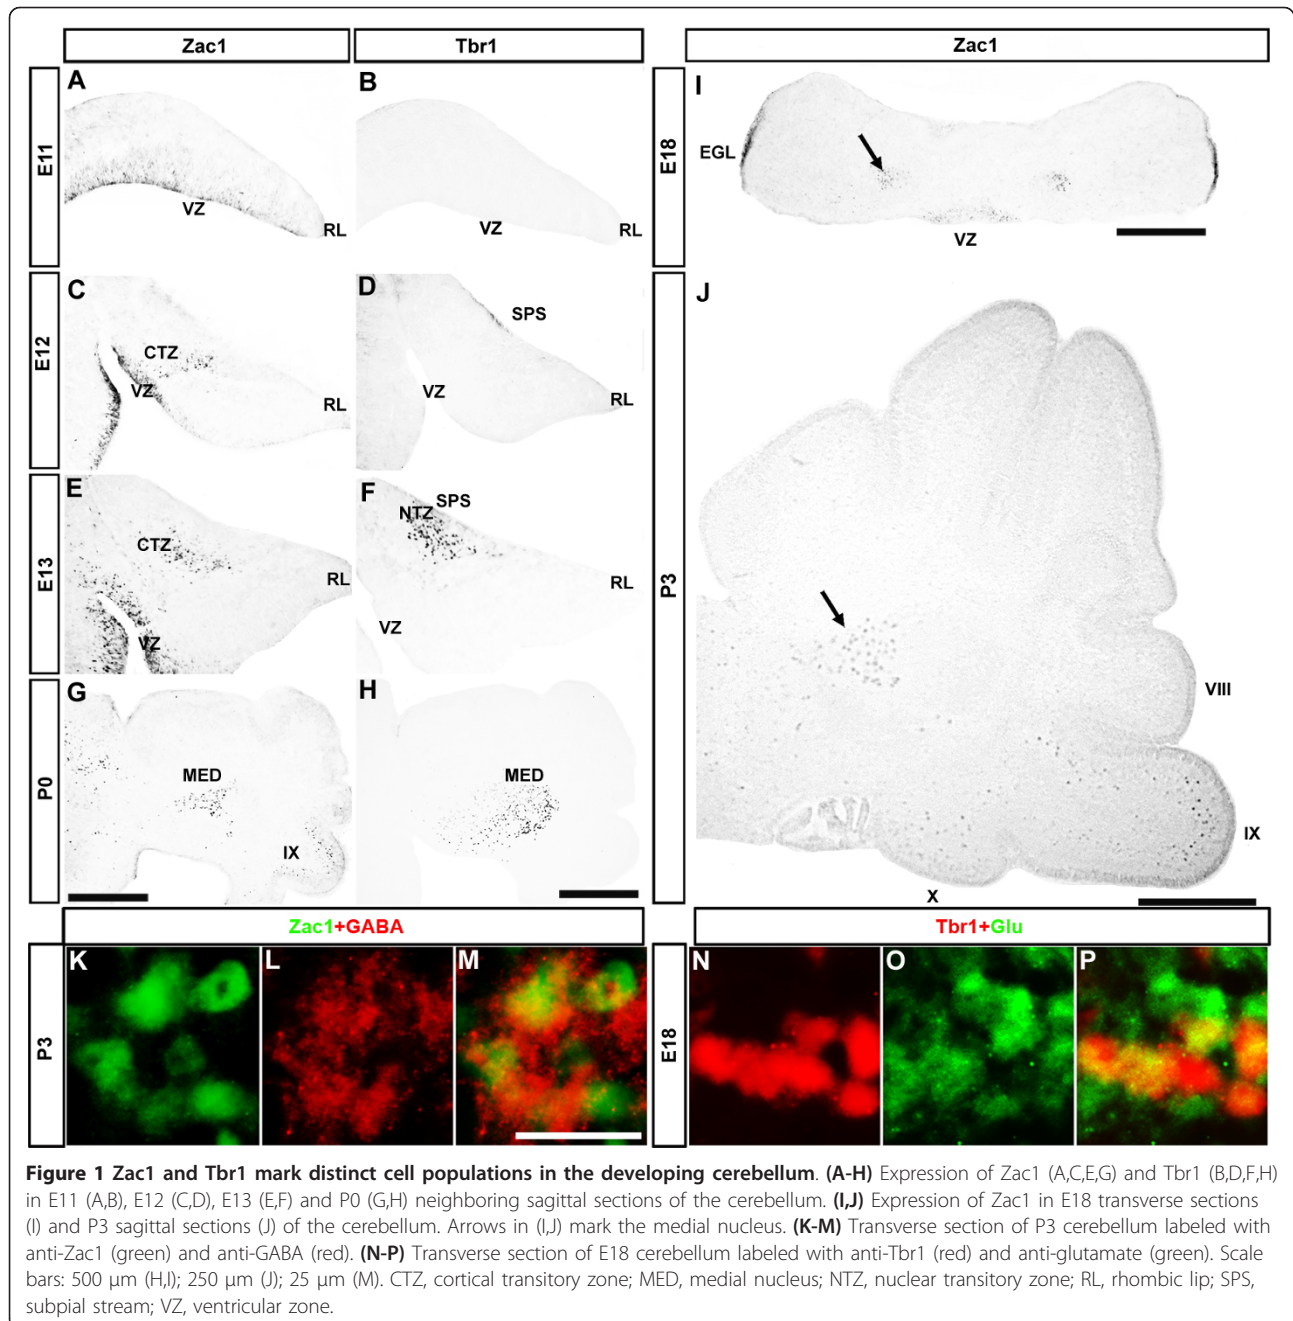 Zac1
Tbr1
Zac1
E11
A
VZ
RL
B
VZ
RL
E18
I
EGL
VZ
E12
C
CTZ
VZ
RL
D
SPS
VZ
RL
E13
E
CTZ
VZ
RL
F
SPS
NTZ
RL
VZ
P3
J
VIII
IX
X
P0
G
MED
IX
H
MED
Zac1+GABA
Tbr1+Glu
P3
K
L
M
E18
N
O
P
Figure 1 Zac1 and Tbr1 mark distinct cell populations in the developing cerebellum. (A-H) Expression of Zac1 (A,C,E,G) and Tbr1 (B,D,F,H)
in E11 (A,B), E12 (C,D), E13 (E,F) and P0 (G,H) neighboring sagittal sections of the cerebellum. (I,J) Expression of Zac1 in E18 transverse sections
(I) and P3 sagittal sections (J) of the cerebellum. Arrows in (I,J) mark the medial nucleus. (K-M) Transverse section of P3 cerebellum labeled with
anti-Zac1 (green) and anti-GABA (red). (N-P) Transverse section of E18 cerebellum labeled with anti-Tbr1 (red) and anti-glutamate (green). Scale
bars: 500 μm (H,I); 250 μm (J); 25 μm (M). CTZ, cortical transitory zone; MED, medial nucleus; NTZ, nuclear transitory zone; RL, rhombic lip; SPS,
subpial stream; VZ, ventricular zone.